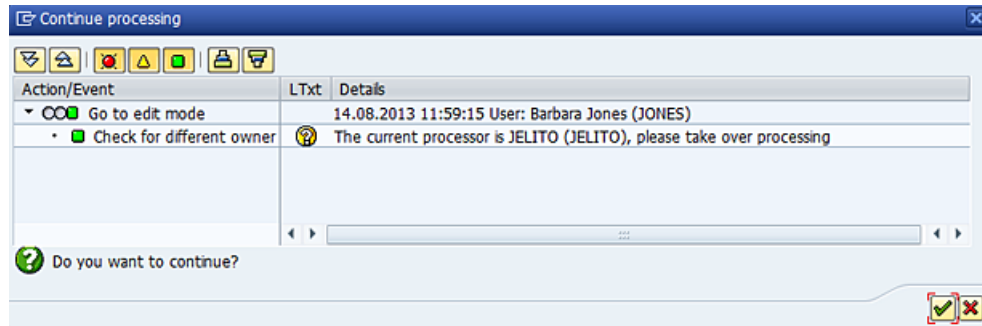 Continue processing
Action/Event LTxt Details
Go to edit mode 14.08.2013 11:59:15 User: Barbara Jones (JONES)
Check for different owner The current processor is JELITO (JELITO), please take over processing
Do you want to continue?